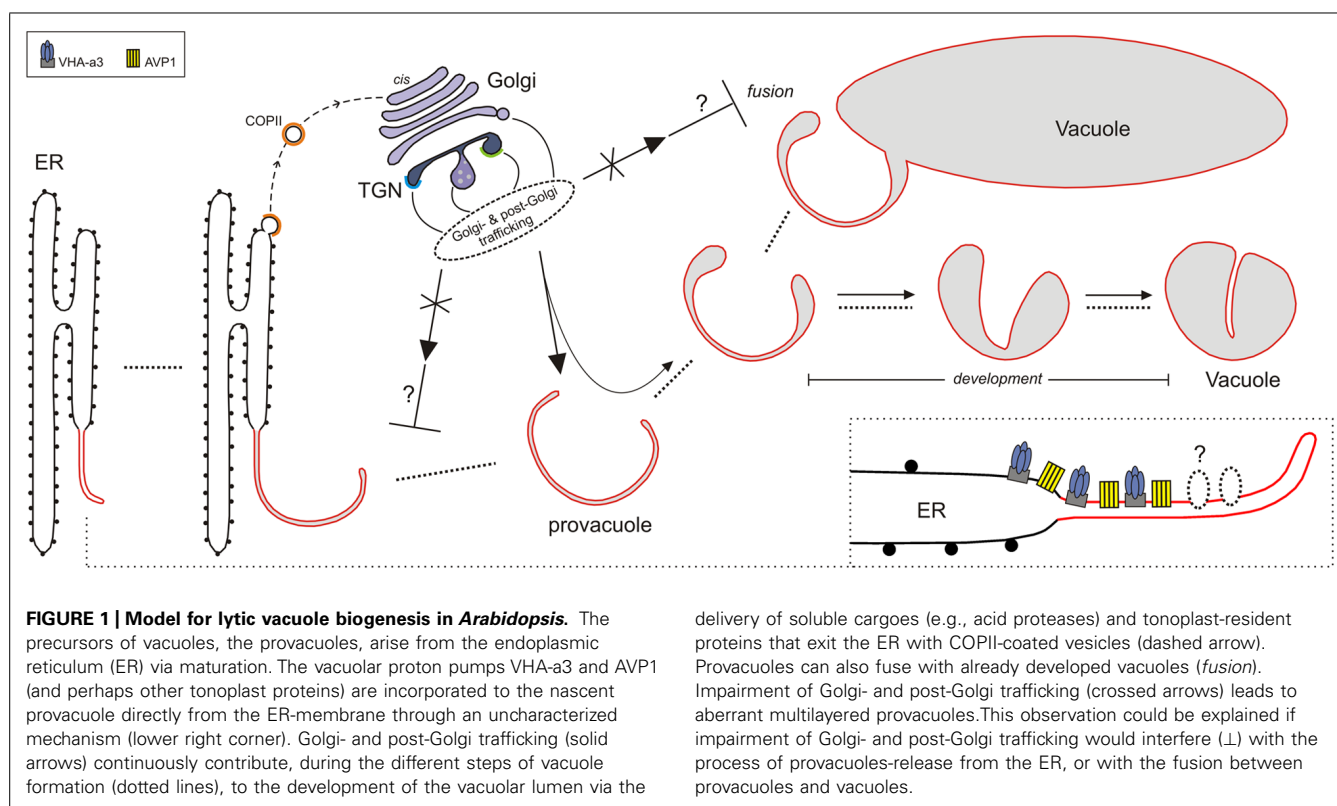 VHA-a3
AVP1
ER
COPII
cis
Golgi
TGN
Golgi- & post-Golgi
trafficking
?
fusion
Vacuole
?
provacuole
development
Vacuole
ER
?
FIGURE 1 | Model for lytic vacuole biogenesis in Arabidopsis. The
precursors of vacuoles, the provacuoles, arise from the endoplasmic
reticulum (ER) via maturation. The vacuolar proton pumps VHA-a3 and AVP1
(and perhaps other tonoplast proteins) are incorporated to the nascent
provacuole directly from the ER-membrane through an uncharacterized
mechanism (lower right corner). Golgi- and post-Golgi trafficking (solid
arrows) continuously contribute, during the different steps of vacuole
formation (dotted lines), to the development of the vacuolar lumen via the
delivery of soluble cargoes (e.g., acid proteases) and tonoplast-resident
proteins that exit the ER with COPII-coated vesicles (dashed arrow).
Provacuoles can also fuse with already developed vacuoles (fusion).
Impairment of Golgi- and post-Golgi trafficking (crossed arrows) leads to
aberrant multilayered provacuoles.This observation could be explained if
impairment of Golgi- and post-Golgi trafficking would interfere (⊥) with the
process of provacuoles-release from the ER, or with the fusion between
provacuoles and vacuoles.